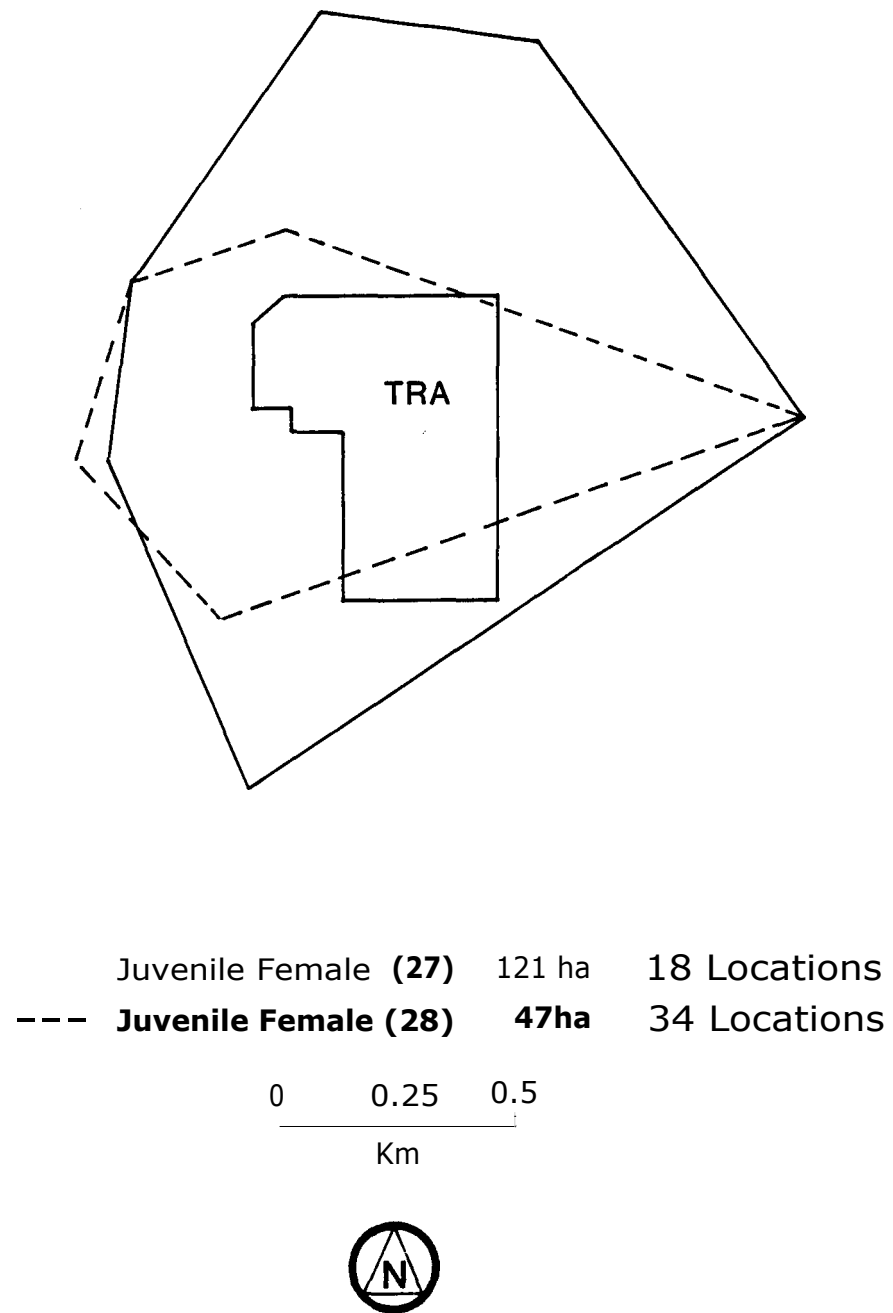 TRA
Juvenile Female (27) 121 ha 18 Locations
Juvenile Female (28) 47ha 34 Locations
0 0.25 0.5
Km
N